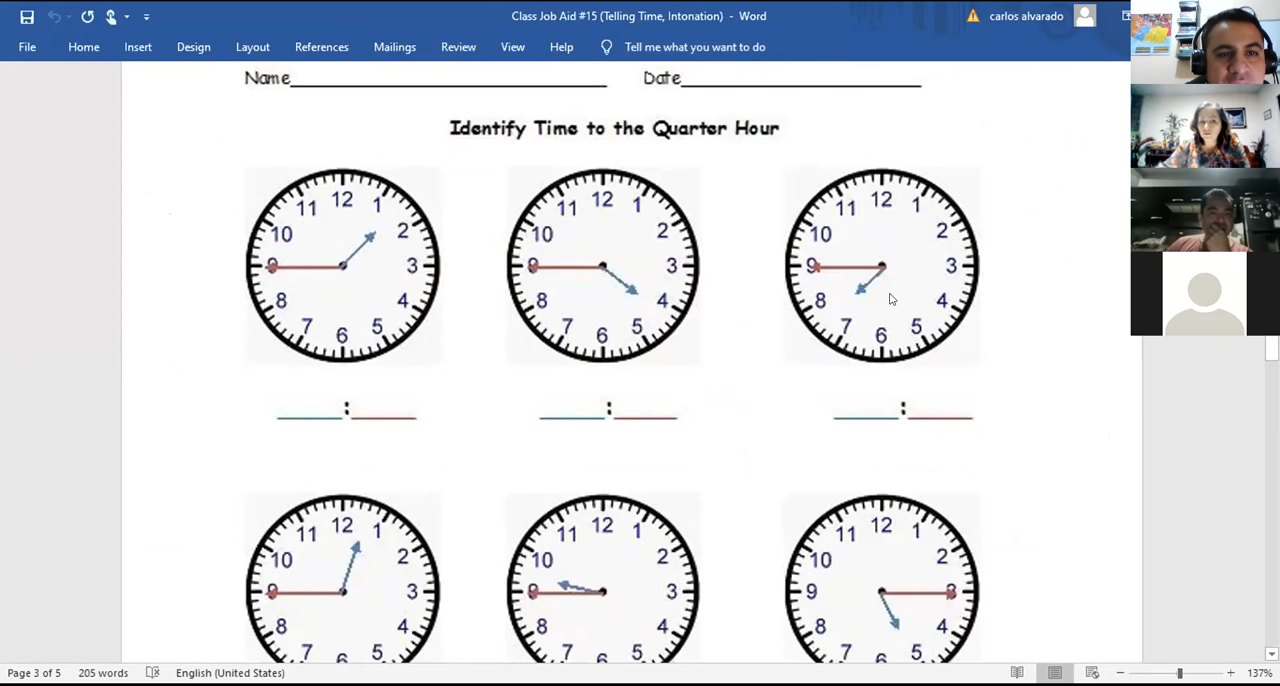 Class Job Aid #15 (Telling Time, Intonation) - Word
carlos alvarado
File Home Insert Design Layout References Mailings Review View Help Tell me what you want to do
Name Date
Identify Time to the Quarter Hour
12 1 2 3 4 5 6 7 8 9 10 11
12 1 2 3 4 5 6 7 8 9 10 11
12 1 2 3 4 5 6 7 8 9 10 11
: : :
12 1 2 3 4 5 6 7 8 9 10 11
12 1 2 3 4 5 6 7 8 9 10 11
12 1 2 3 4 5 6 7 8 9 10 11
Page 3 of 5 205 words English (United States) 137%